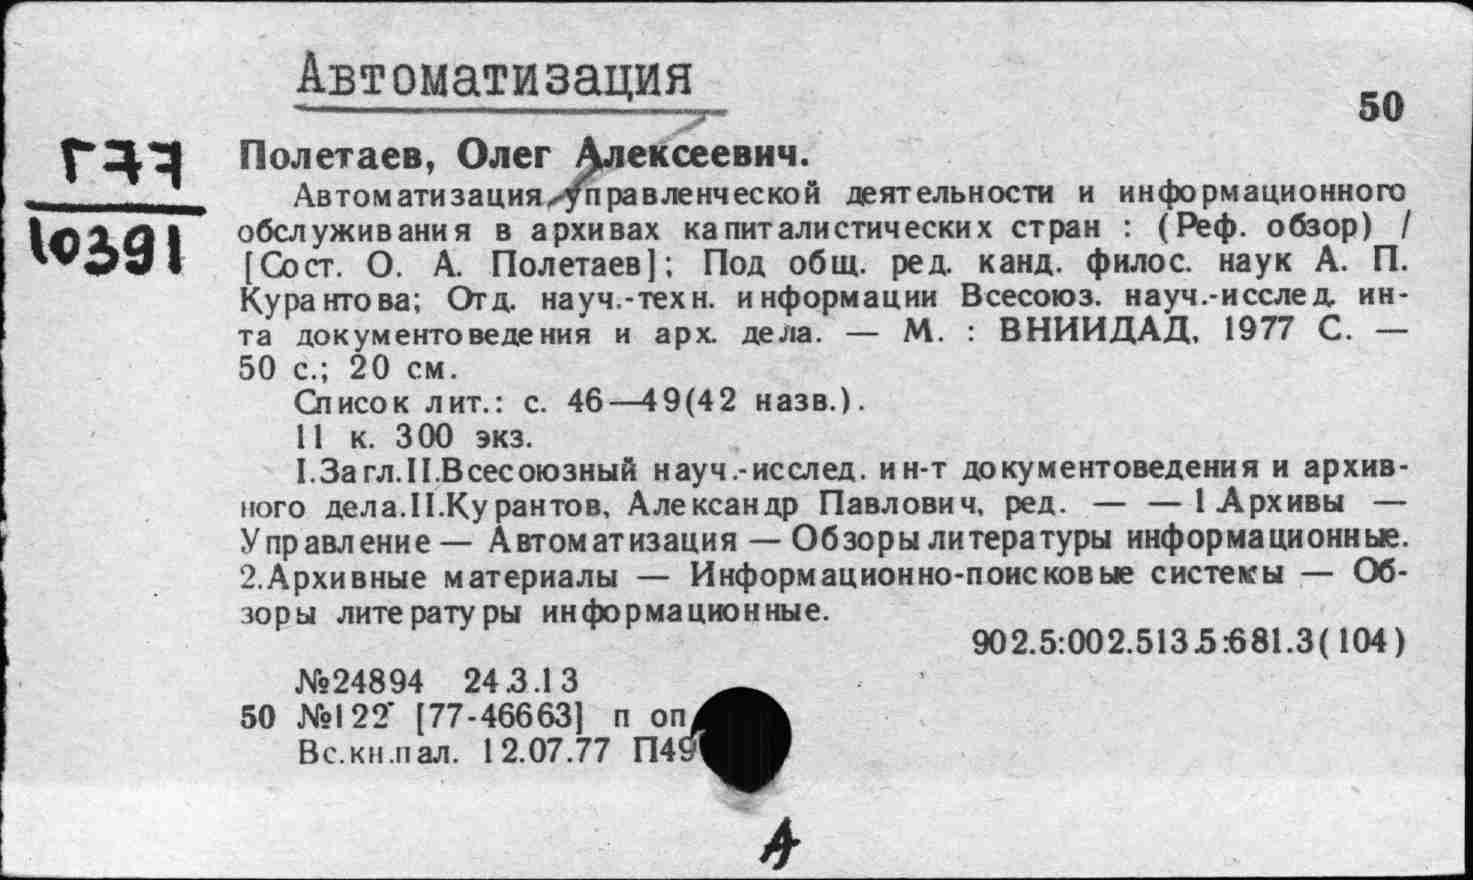 Автоматизация
50
Г77
10391
Полетаев, Олег Алексеевич.
Автоматизация управленческой деятельности и информационного
обслуживания в архивах капиталистических стран : (Реф. обзор) /
[Сост. О. А. Полетаев]; Под общ. ред. канд. филос. наук А. П.
Курантова; Отд. науч.-техн. информации Всесоюз. науч.-исслед. ин-
та документоведения и арх. дела. — М. : ВНИИДАД, 1977 С. —
50 с.; 20 см.
Список лит.: с. 46—49(42 назв.).
11 к. 300 экз.
I.Загл.II.Всесоюзный науч.-исслед. ин-т документоведения и архив-
ного дела.II.Курантов, Александр Павлович, ред. — — 1.Архивы —
Управление — Автоматизация — Обзоры литературы информационные.
2.Архивные материалы — Информационно-поисковые системы — Об-
зоры литературы информационные.
902.5:002.513.5:681.3(104)
№24894 24.3.13
50 №122 [77-46663] п оп
Вс.кн.пал. 12.07.77 П49
А